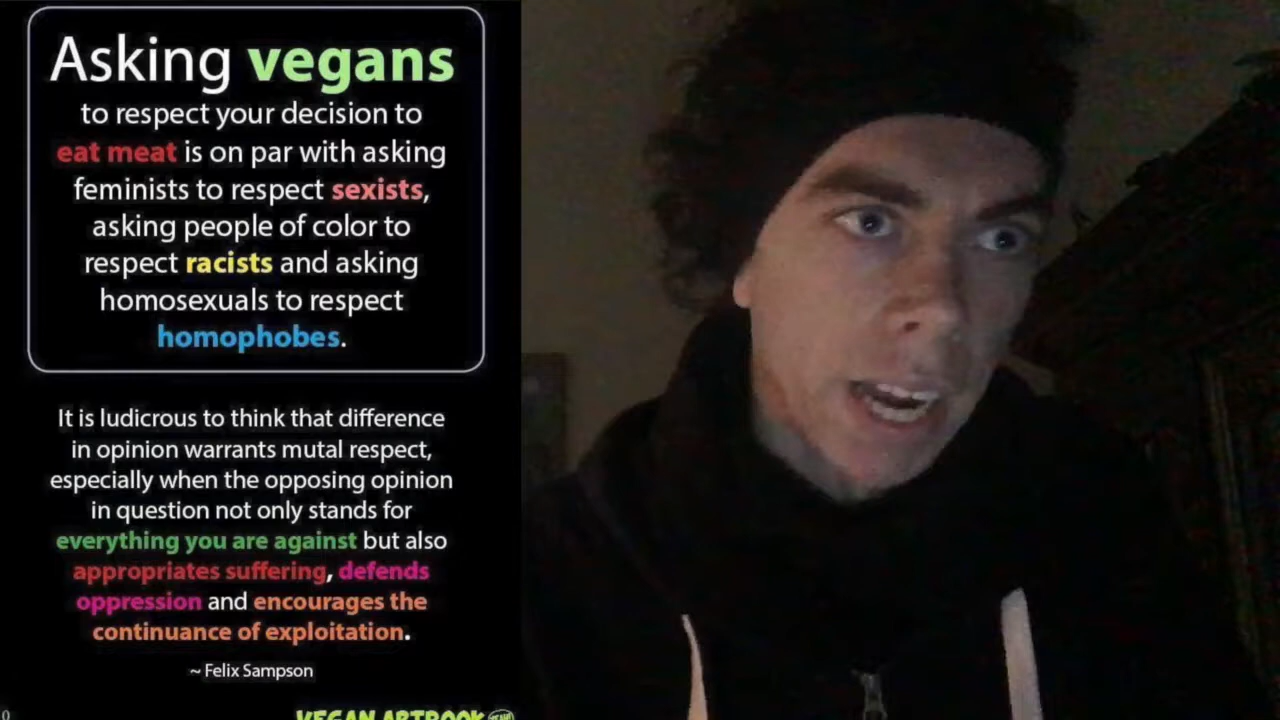 Asking vegans
to respect your decision to
eat meat is on par with asking
feminists to respect sexists,
asking people of color to
respect racists and asking
homosexuals to respect
homophobes.
It is ludicrous to think that difference
in opinion warrants mutal respect,
especially when the opposing opinion
in question not only stands for
everything you are against but also
appropriates suffering, defends
oppression and encourages the
continuance of exploitation.
~ Felix Sampson
VEGAN ARTBOOK